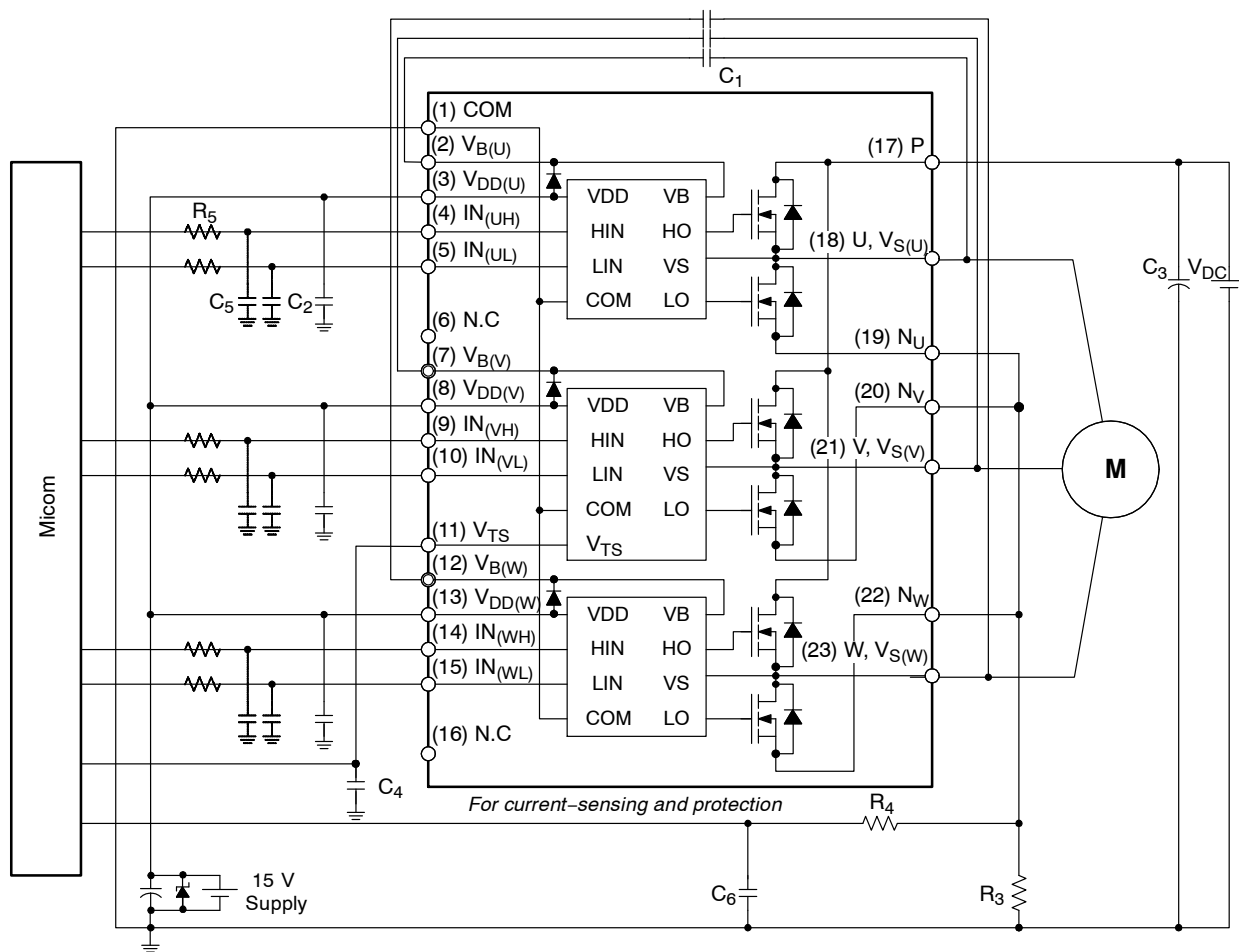 C1
(1) COM
(2) VB(U)
(3) VDD(U)
(4) IN(UH)
(5) IN(UL)
(6) N.C
(7) VB(V)
(8) VDD(V)
(9) IN(VH)
(10) IN(VL)
(11) VTS
(12) VB(W)
(13) VDD(W)
(14) IN(WH)
(15) IN(WL)
(16) N.C
VDD VB
HIN HO
LIN VS
COM LO
VDD VB
HIN HO
LIN VS
COM LO
VTS
VDD VB
HIN HO
LIN VS
COM LO
(17) P
(18) U, VS(U)
(19) NU
(20) NV
(21) V, VS(V)
(22) NW
(23) W, VS(W)
R5
C5
C2
Micom
C3
VDC
M
C4
For current–sensing and protection
R4
15 V
Supply
C6
R3